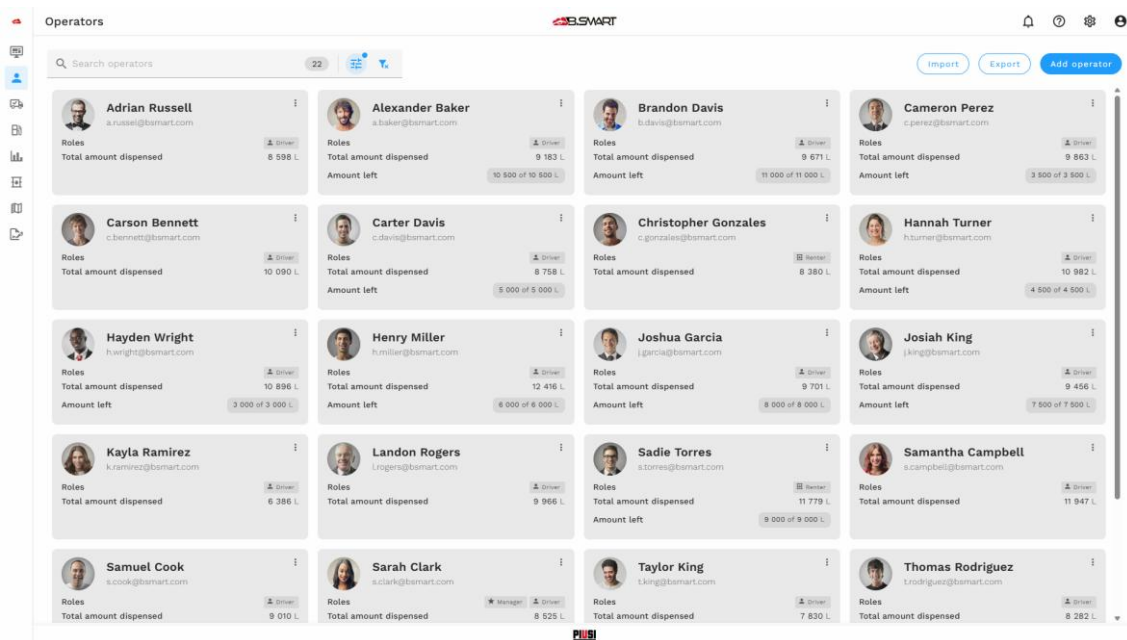 Operators
B.SMART
Search operators
22
Import
Export
Add operator
Adrian Russell
a.russel@bsmart.com
Roles
Driver
Total amount dispensed
8 598 L
Alexander Baker
a.baker@bsmart.com
Roles
Driver
Total amount dispensed
9 183 L
Amount left
10 500 of 10 500 L
Brandon Davis
b.davis@bsmart.com
Roles
Driver
Total amount dispensed
9 671 L
Amount left
11 000 of 11 000 L
Cameron Perez
c.perez@bsmart.com
Roles
Driver
Total amount dispensed
9 863 L
Amount left
3 500 of 3 500 L
Carson Bennett
c.bennett@bsmart.com
Roles
Driver
Total amount dispensed
10 090 L
Carter Davis
c.davis@bsmart.com
Roles
Driver
Total amount dispensed
8 758 L
Amount left
5 000 of 5 000 L
Christopher Gonzales
c.gonzales@bsmart.com
Roles
Renter
Total amount dispensed
8 380 L
Hannah Turner
h.turner@bsmart.com
Roles
Driver
Total amount dispensed
10 982 L
Amount left
4 500 of 4 500 L
Hayden Wright
h.wright@bsmart.com
Roles
Driver
Total amount dispensed
10 896 L
Amount left
3 000 of 3 000 L
Henry Miller
h.miller@bsmart.com
Roles
Driver
Total amount dispensed
12 416 L
Amount left
6 000 of 6 000 L
Joshua Garcia
j.garcia@bsmart.com
Roles
Driver
Total amount dispensed
9 701 L
Amount left
8 000 of 8 000 L
Josiah King
j.king@bsmart.com
Roles
Driver
Total amount dispensed
9 456 L
Amount left
7 500 of 7 500 L
Kayla Ramirez
k.ramirez@bsmart.com
Roles
Driver
Total amount dispensed
6 386 L
Landon Rogers
l.rogers@bsmart.com
Roles
Driver
Total amount dispensed
9 966 L
Sadie Torres
s.torres@bsmart.com
Roles
Renter
Total amount dispensed
11 779 L
Amount left
9 000 of 9 000 L
Samantha Campbell
s.campbell@bsmart.com
Roles
Driver
Total amount dispensed
11 947 L
Samuel Cook
s.cook@bsmart.com
Roles
Driver
Total amount dispensed
9 010 L
Sarah Clark
s.clark@bsmart.com
Roles
Manager
Driver
Total amount dispensed
8 525 L
Taylor King
t.king@bsmart.com
Roles
Driver
Total amount dispensed
7 830 L
Thomas Rodriguez
t.rodriguez@bsmart.com
Roles
Driver
Total amount dispensed
8 282 L
PIUSI